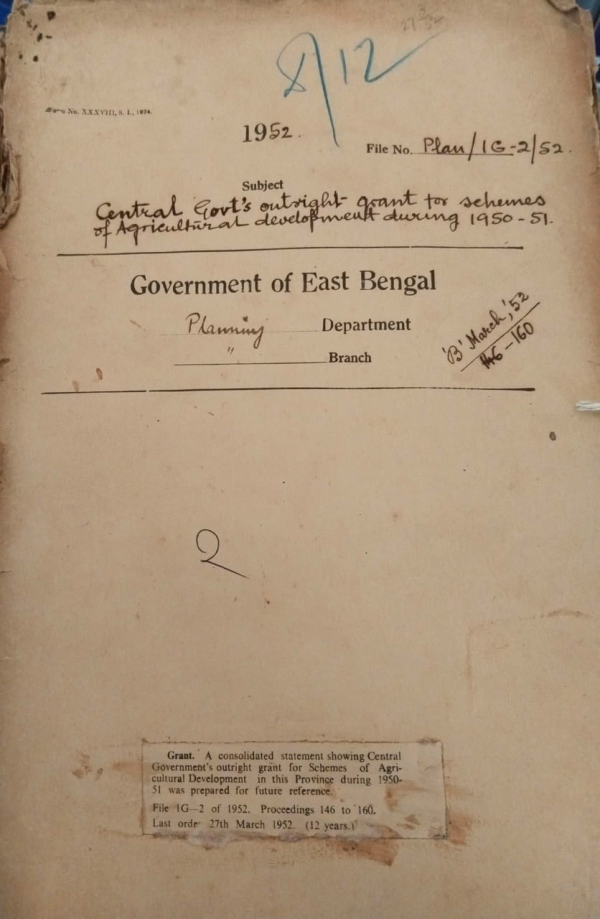 8/12
Form No. XXXVIII, S. I., 1924.
1952.
File No. Plan/1G-2/52.
Subject
Central Govt's outright grant for schemes
of Agricultural development during 1950-51.
Government of East Bengal
Planning Department
" Branch
'B' March,'52
146-160
2
Grant. A consolidated statement showing Central
Government's outright grant for Schemes of Agri-
cultural Development in this Province during 1950-
51 was prepared for future reference.
File 1G—2 of 1952. Proceedings 146 to 160.
Last orde 27th March 1952. (12 years.)